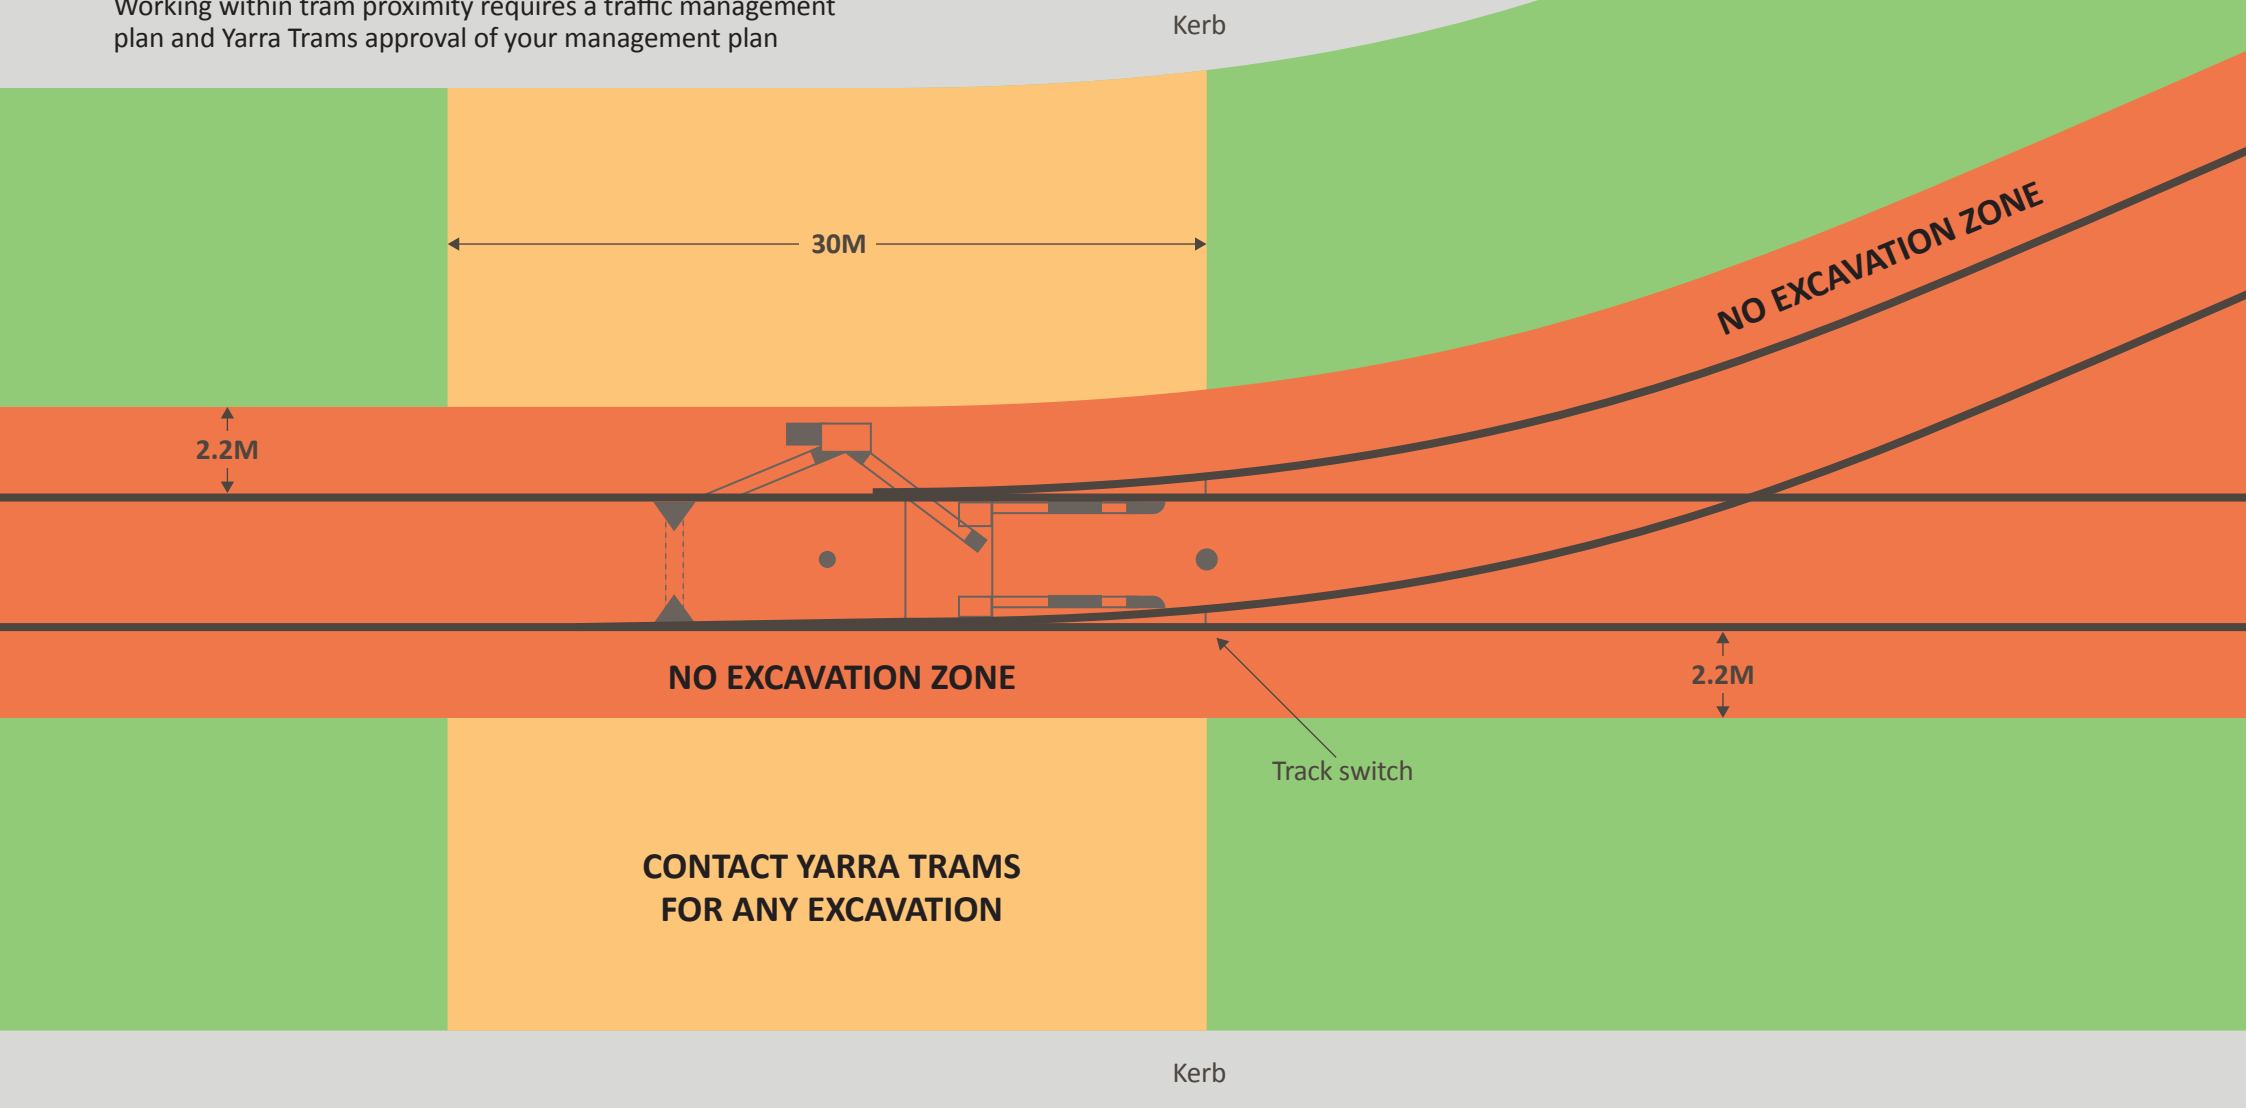 Working within tram proximity requires a traffic management
plan and Yarra Trams approval of your management plan
Kerb
30M
NO EXCAVATION ZONE
2.2M
NO EXCAVATION ZONE
2.2M
Track switch
CONTACT YARRA TRAMS
FOR ANY EXCAVATION
Kerb